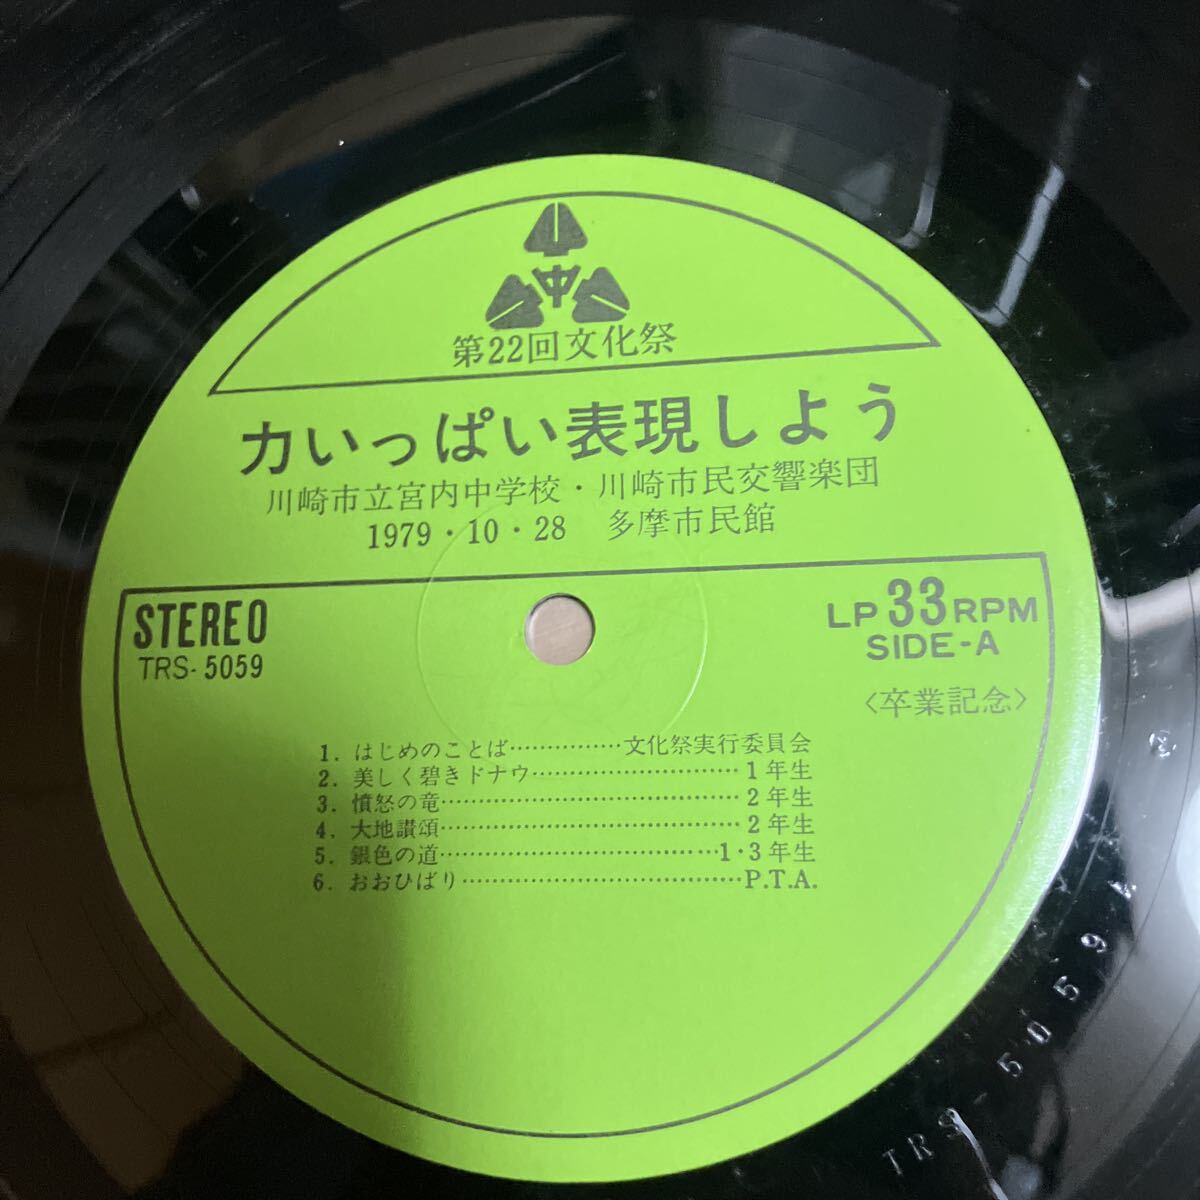 中
第22回文化祭
力いっぱい表現しよう
川崎市立宮内中学校・川崎市民交響楽団
1979・10・28 多摩市民館
STEREO
TRS-5059
LP 33 RPM
SIDE-A
〈卒業記念〉
1. はじめのことば……………文化祭実行委員会
2. 美しく碧きドナウ………………………1年生
3. 憤怒の竜…………………………………2年生
4. 大地讃頌…………………………………2年生
5. 銀色の道………………………………1・3年生
6. おおひばり………………………………P.T.A.
TRS-5059